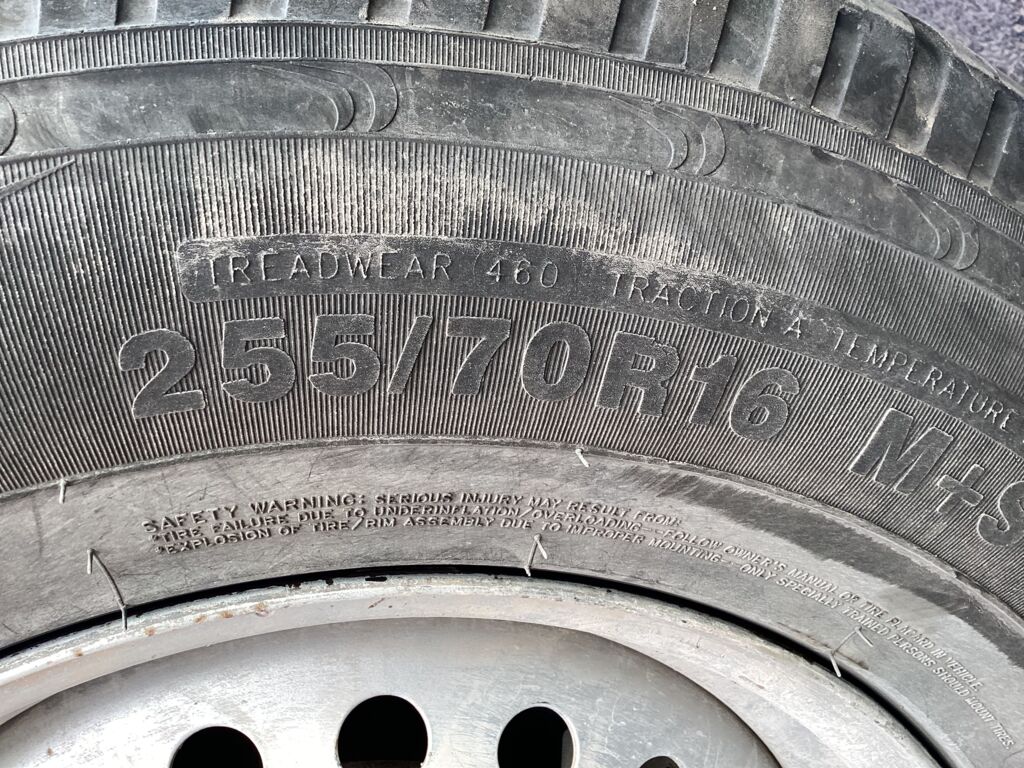 TREADWEAR 460 TRACTION A TEMPERATURE
255/70R16 M+S
SAFETY WARNING: SERIOUS INJURY MAY RESULT FROM:
*TIRE FAILURE DUE TO UNDERINFLATION/OVERLOADING- FOLLOW OWNER'S MANUAL OR TIRE PLACARD IN VEHICLE.
*EXPLOSION OF TIRE/RIM ASSEMBLY DUE TO IMPROPER MOUNTING- ONLY SPECIALLY TRAINED PERSONS SHOULD MOUNT TIRES.